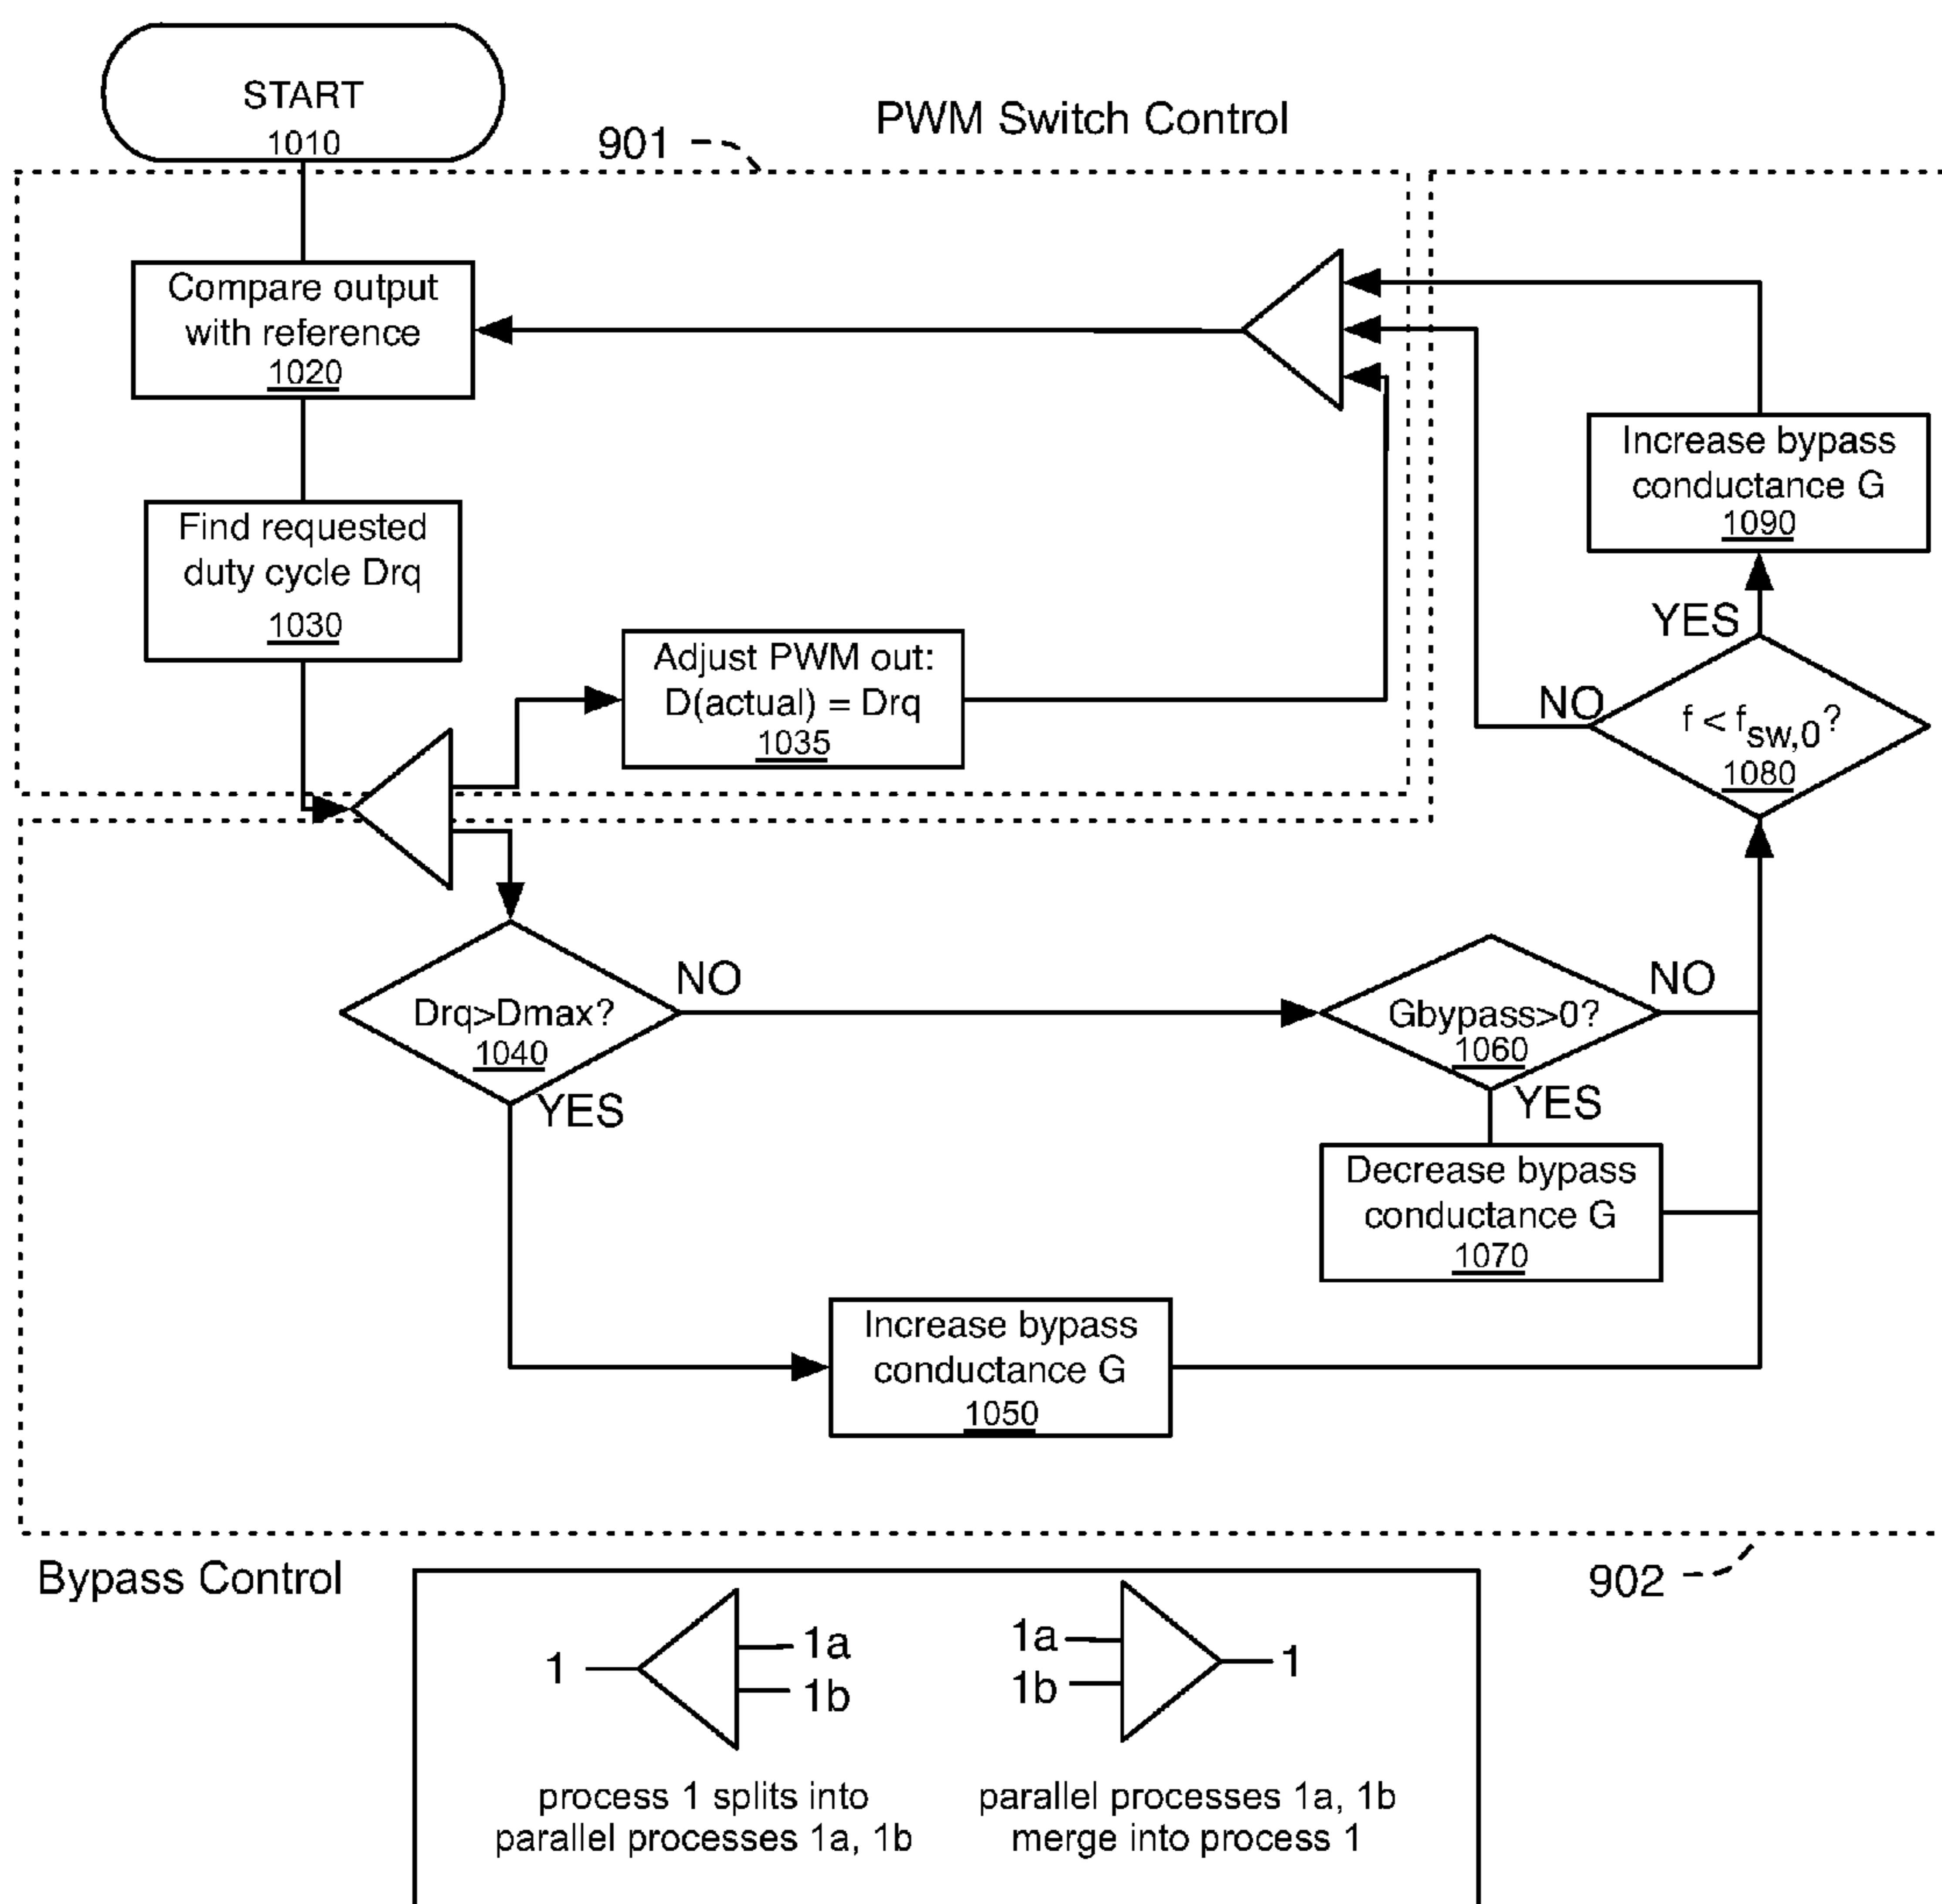 START
1010
901
PWM Switch Control
Compare output
with reference
1020
Find requested
duty cycle Drq
1030
Adjust PWM out:
D(actual) = Drq
1035
Increase bypass
conductance G
1090
YES
NO
f < fsw,0?
1080
Drq>Dmax?
1040
NO
YES
Gbypass>0?
1060
NO
YES
Decrease bypass
conductance G
1070
Increase bypass
conductance G
1050
Bypass Control
902
1
1a
1b
process 1 splits into
parallel processes 1a, 1b
1a
1b
1
parallel processes 1a, 1b
merge into process 1